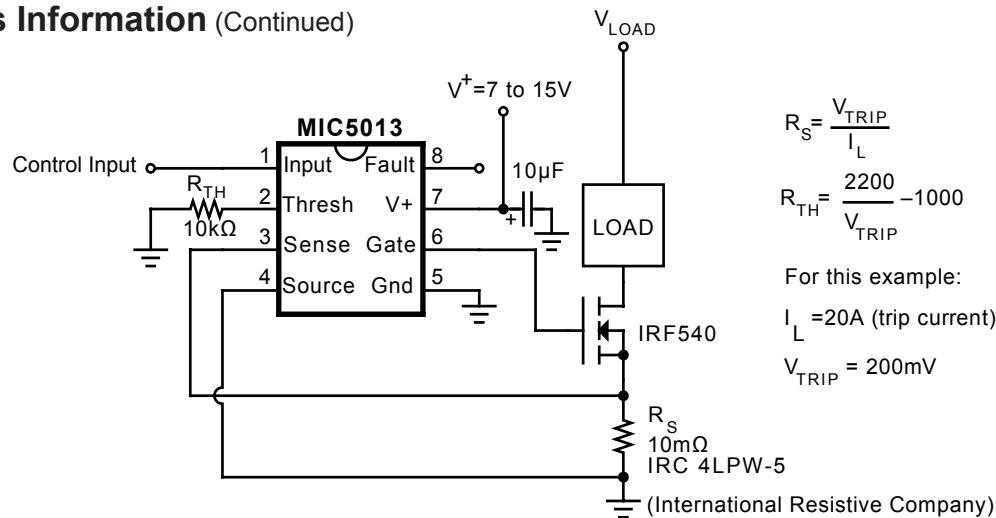 s Information (Continued)
VLOAD
V+=7 to 15V
MIC5013
Control Input
1 Input Fault 8
10µF
RTH
10kΩ
2 Thresh V+ 7
+
3 Sense Gate 6
4 Source Gnd 5
LOAD
IRF540
RS
10mΩ
IRC 4LPW-5
(International Resistive Company)
RS= VTRIP
IL
RTH= 2200 –1000
VTRIP
For this example:
IL =20A (trip current)
VTRIP = 200mV